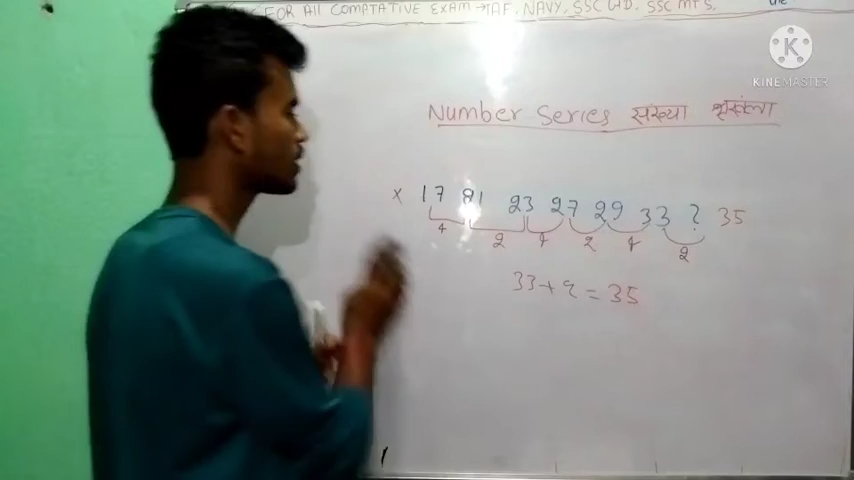 FOR All COMPATATIVE EXAM → IAF, NAVY, SSC GD, SSC MTS,
KINEMASTER
Number Series संख्या श्रृंखला
x 17 81 23 27 29 33 ? 35
4 2 4 2 4 2
33+2=35